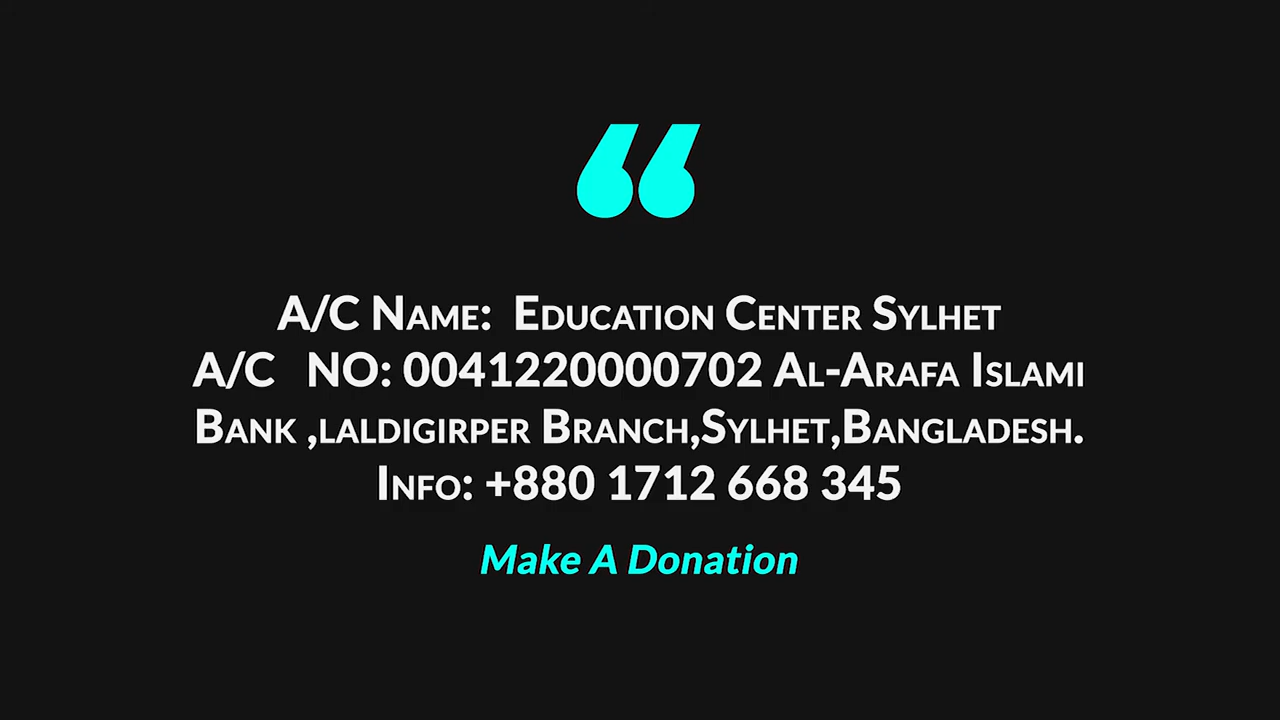 “
A/C Name: Education Center Sylhet
A/C NO: 0041220000702 Al-Arafa Islami
Bank ,laldigirper Branch,Sylhet,Bangladesh.
Info: +880 1712 668 345
Make A Donation